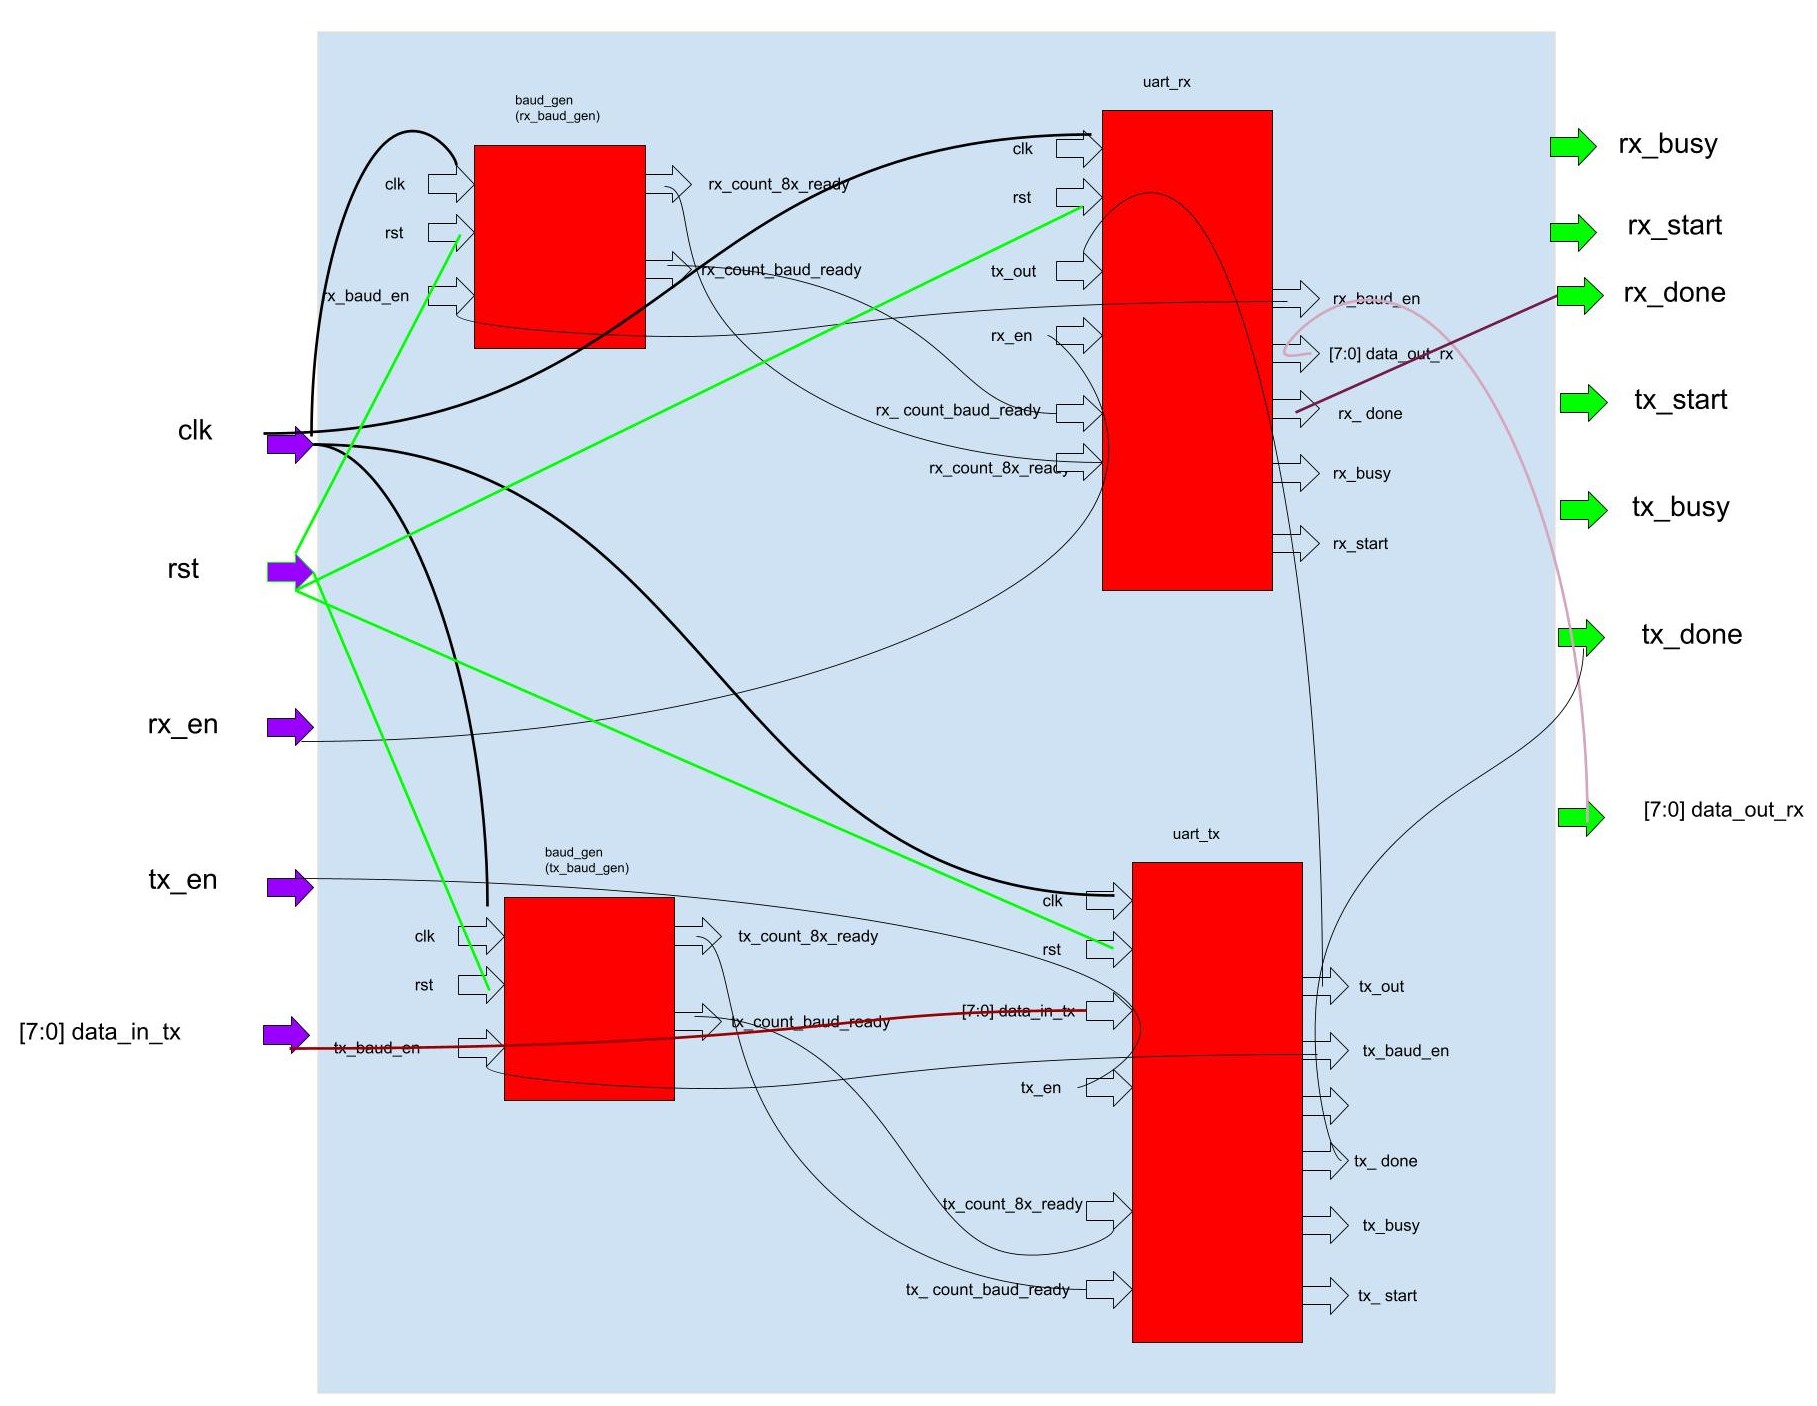 uart_rx
baud_gen
(rx_baud_gen)
clk
rst
rx_baud_en
rx_count_8x_ready
rx_count_baud_ready
clk
rst
tx_out
rx_en
rx_ count_baud_ready
rx_count_8x_ready
rx_baud_en
[7:0] data_out_rx
rx_ done
rx_busy
rx_start
rx_busy
rx_start
rx_done
tx_start
tx_busy
tx_done
[7:0] data_out_rx
clk
rst
rx_en
tx_en
[7:0] data_in_tx
uart_tx
baud_gen
(tx_baud_gen)
clk
rst
tx_baud_en
tx_count_8x_ready
tx_count_baud_ready
clk
rst
[7:0] data_in_tx
tx_en
tx_count_8x_ready
tx_ count_baud_ready
tx_out
tx_baud_en
tx_ done
tx_busy
tx_ start